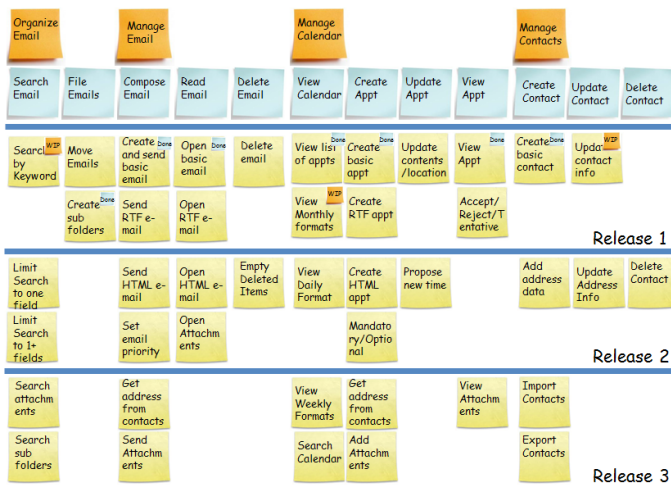 Organize
Email
Manage
Email
Manage
Calendar
Manage
Contacts
Search
Email
File
Emails
Compose
Email
Read
Email
Delete
Email
View
Calendar
Create
Appt
Update
Appt
View
Appt
Create
Contact
Update
Contact
Delete
Contact
Searc
by
Keyword
WIP
Move
Emails
Create
and send
basic
email
Done
Open
basic
email
Done
Delete
email
View list
of appts
Done
Create
basic
appt
Done
Update
contents
/location
View
Appt
Done
Create
basic
contact
Done
Upda
contact
info
WIP
Create
sub
folders
Done
Send
RTF e-
mail
Open
RTF e-
mail
View
Monthly
formats
WIP
Create
RTF appt
Accept/
Reject/T
entative
Release 1
Limit
Search
to one
field
Send
HTML e-
mail
Open
HTML e-
mail
Empty
Deleted
Items
View
Daily
Format
Create
HTML
appt
Propose
new time
Add
address
data
Update
Address
Info
Delete
Contact
Limit
Search
to 1+
fields
Set
email
priority
Open
Attachm
ents
Mandato
ry/Optio
nal
Release 2
Search
attachm
ents
Get
address
from
contacts
View
Weekly
Formats
Get
address
from
contacts
View
Attachm
ents
Import
Contacts
Search
sub
folders
Send
Attachm
ents
Search
Calendar
Add
Attachm
ents
Export
Contacts
Release 3